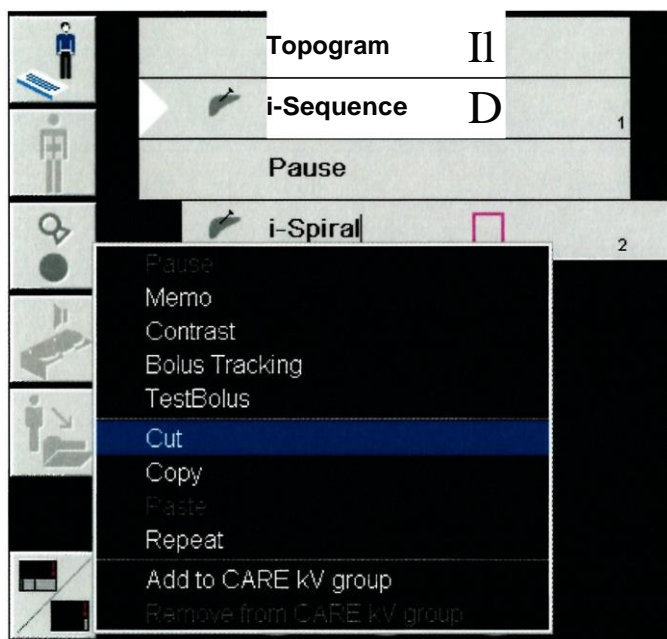 Topogram Il
i-Sequence D
1
Pause
i-Spiral
2
Pause
Memo
Contrast
Bolus Tracking
TestBolus
Cut
Copy
Paste
Repeat
Add to CARE kV group
Remove from CARE kV group